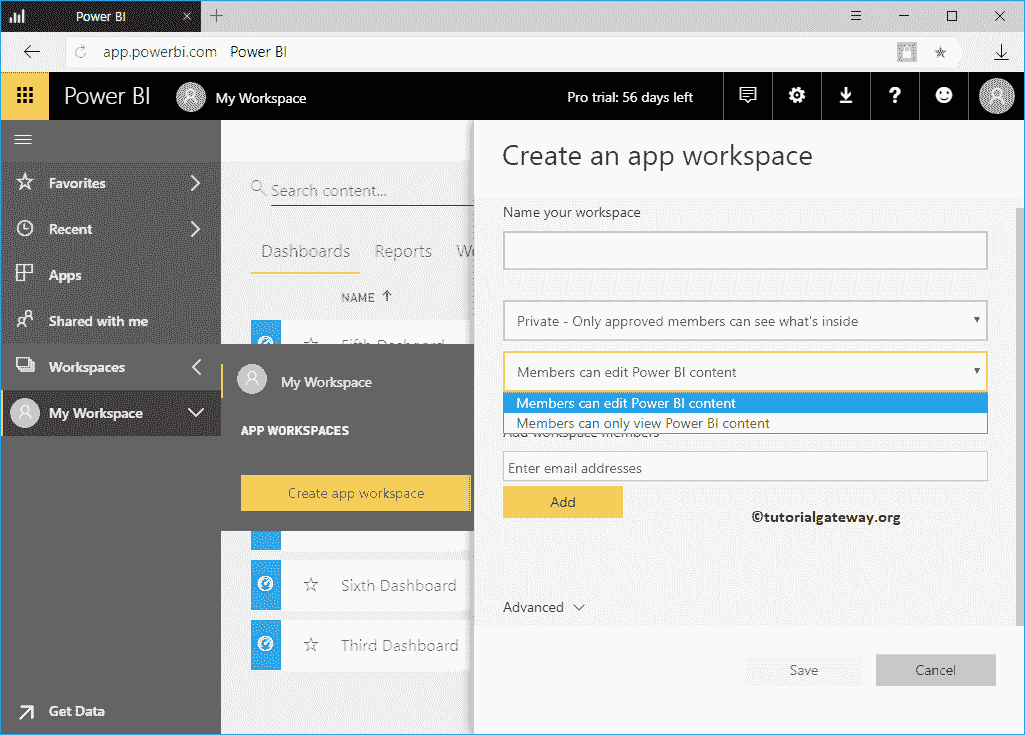 Power BI
app.powerbi.com Power BI
Power BI My Workspace Pro trial: 56 days left
Favorites
Recent
Apps
Shared with me
Workspaces
My Workspace
Get Data
Search content...
Dashboards Reports
NAME
Fifth Dashboard
My Workspace
APP WORKSPACES
Create app workspace
Sixth Dashboard
Third Dashboard
Create an app workspace
Name your workspace
Private - Only approved members can see what's inside
Members can edit Power BI content
Members can edit Power BI content
Members can only view Power BI content
Add workspace members
Enter email addresses
Add
©tutorialgateway.org
Advanced
Save Cancel